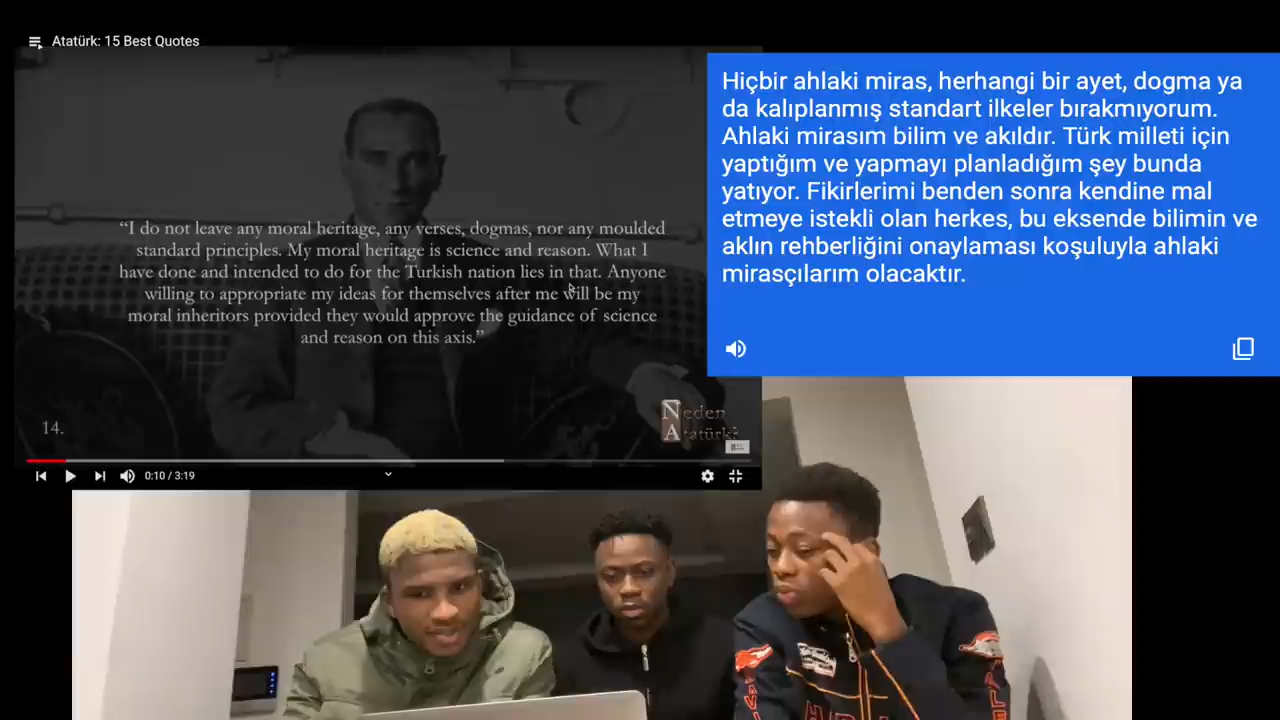 Atatürk: 15 Best Quotes
“I do not leave any moral heritage, any verses, dogmas, nor any moulded
standard principles. My moral heritage is science and reason. What I
have done and intended to do for the Turkish nation lies in that. Anyone
willing to appropriate my ideas for themselves after me will be my
moral inheritors provided they would approve the guidance of science
and reason on this axis.”
14.
Neden
Atatürk?
0:10 / 3:19
Hiçbir ahlaki miras, herhangi bir ayet, dogma ya
da kalıplanmış standart ilkeler bırakmıyorum.
Ahlaki mirasım bilim ve akıldır. Türk milleti için
yaptığım ve yapmayı planladığım şey bunda
yatıyor. Fikirlerimi benden sonra kendine mal
etmeye istekli olan herkes, bu eksende bilimin ve
aklın rehberliğini onaylaması koşuluyla ahlaki
mirasçılarım olacaktır.